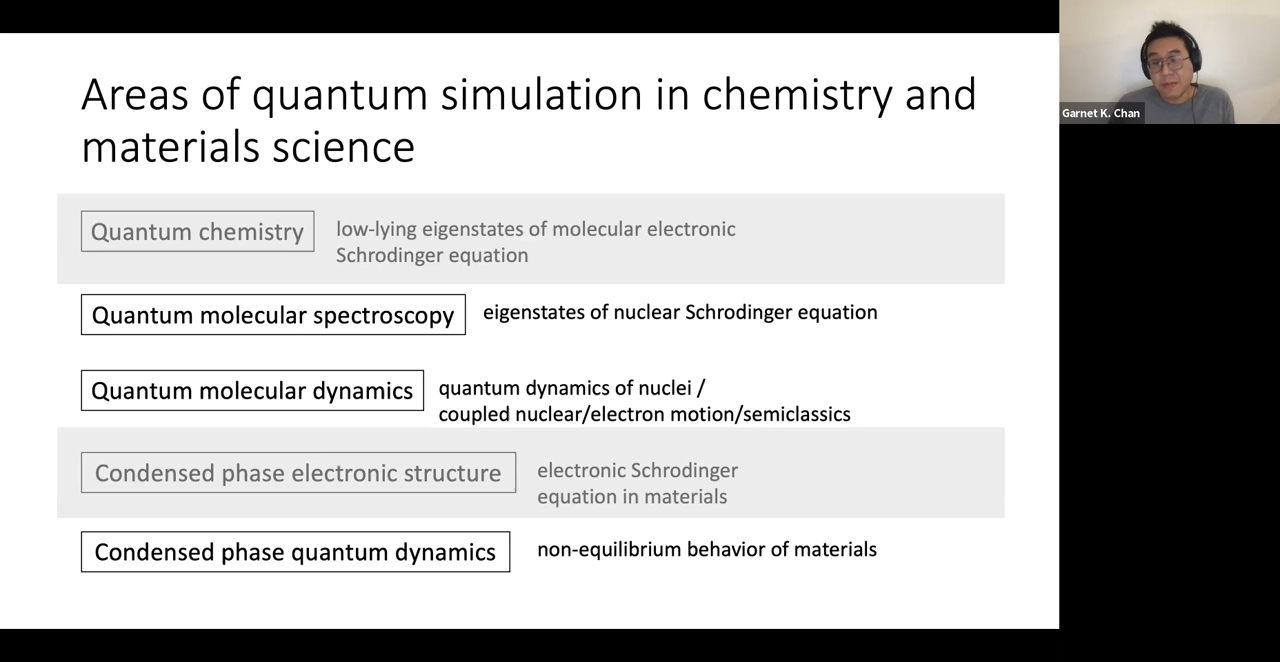 Areas of quantum simulation in chemistry and
materials science
Quantum chemistry
low-lying eigenstates of molecular electronic
Schrodinger equation
Quantum molecular spectroscopy
eigenstates of nuclear Schrodinger equation
Quantum molecular dynamics
quantum dynamics of nuclei /
coupled nuclear/electron motion/semiclassics
Condensed phase electronic structure
electronic Schrodinger
equation in materials
Condensed phase quantum dynamics
non-equilibrium behavior of materials
Garnet K. Chan